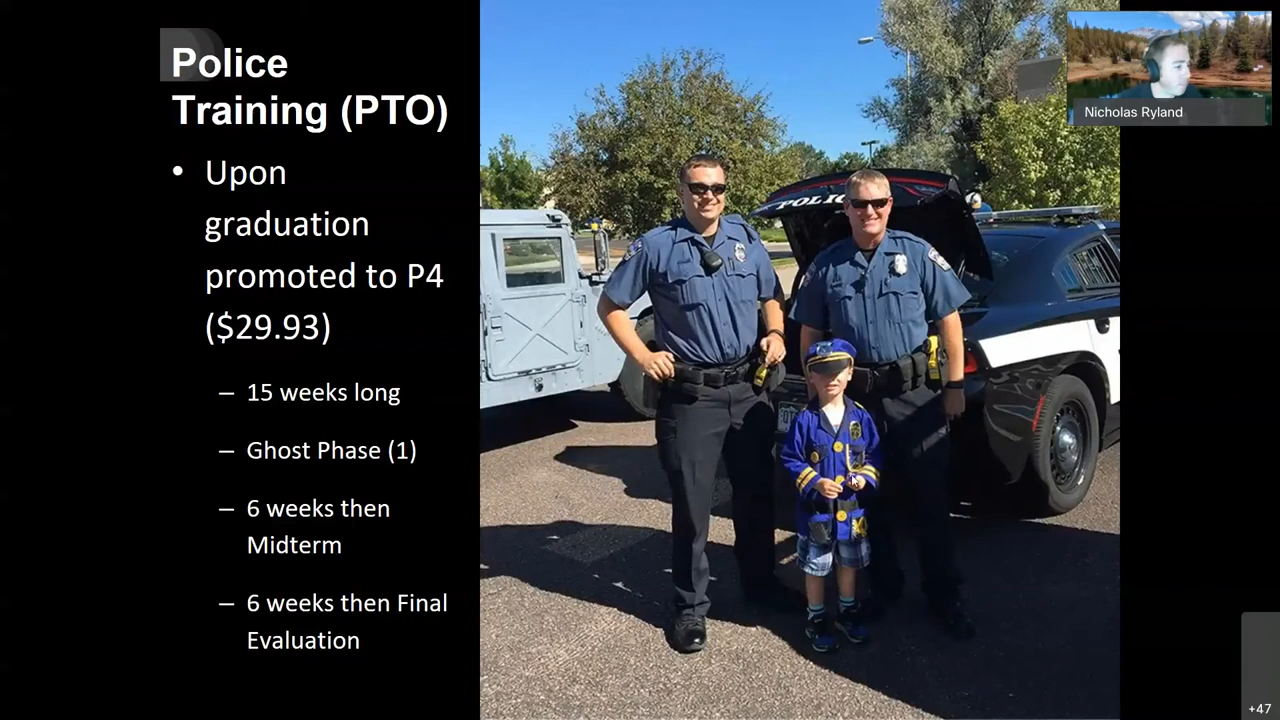 Police
Training (PTO)
• Upon
graduation
promoted to P4
($29.93)
– 15 weeks long
– Ghost Phase (1)
– 6 weeks then
Midterm
– 6 weeks then Final
Evaluation
POLIC
Nicholas Ryland
+47